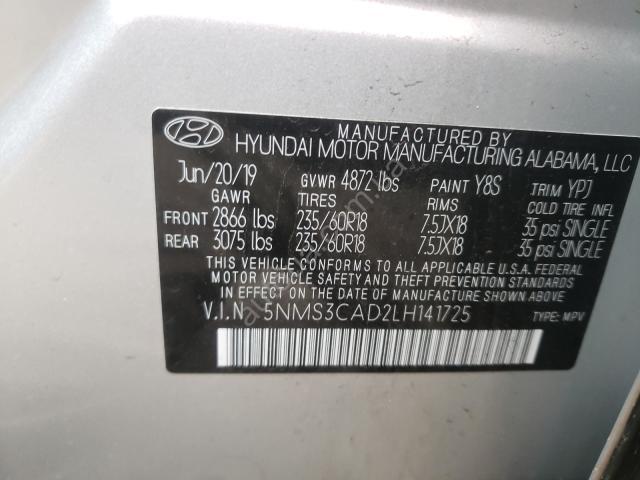 MANUFACTURED BY
HYUNDAI MOTOR MANUFACTURING ALABAMA, LLC
Jun/20/19 GVWR 4872 lbs PAINT Y8S TRIM YPJ
GAWR TIRES RIMS COLD TIRE INFL
FRONT 2866 lbs 235/60R18 7.5JX18 35 psi SINGLE
REAR 3075 lbs 235/60R18 7.5JX18 35 psi SINGLE
THIS VEHICLE CONFORMS TO ALL APPLICABLE U.S.A. FEDERAL
MOTOR VEHICLE SAFETY AND THEFT PREVENTION STANDARDS
IN EFFECT ON THE DATE OF MANUFACTURE SHOWN ABOVE.
V.I.N 5NMS3CAD2LH141725 TYPE: MPV